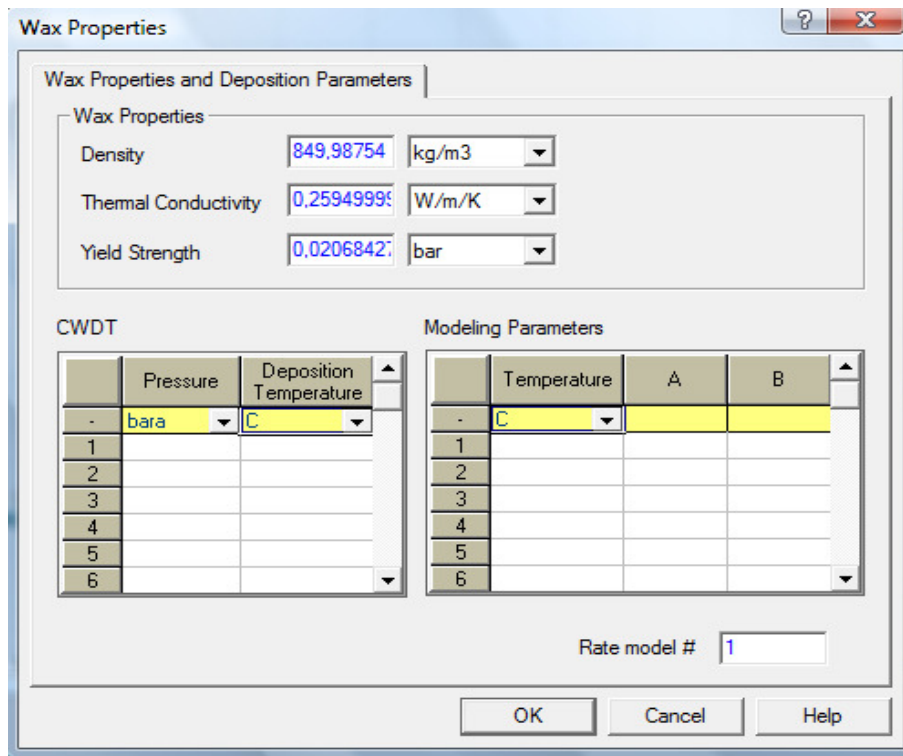 Wax Properties
Wax Properties and Deposition Parameters
Wax Properties
Density 849,98754 kg/m3
Thermal Conductivity 0,25949999 W/m/K
Yield Strength 0,02068427 bar
CWDT
Pressure Deposition Temperature
- bara C
1
2
3
4
5
6
Modeling Parameters
Temperature A B
- C
1
2
3
4
5
6
Rate model # 1
OK Cancel Help